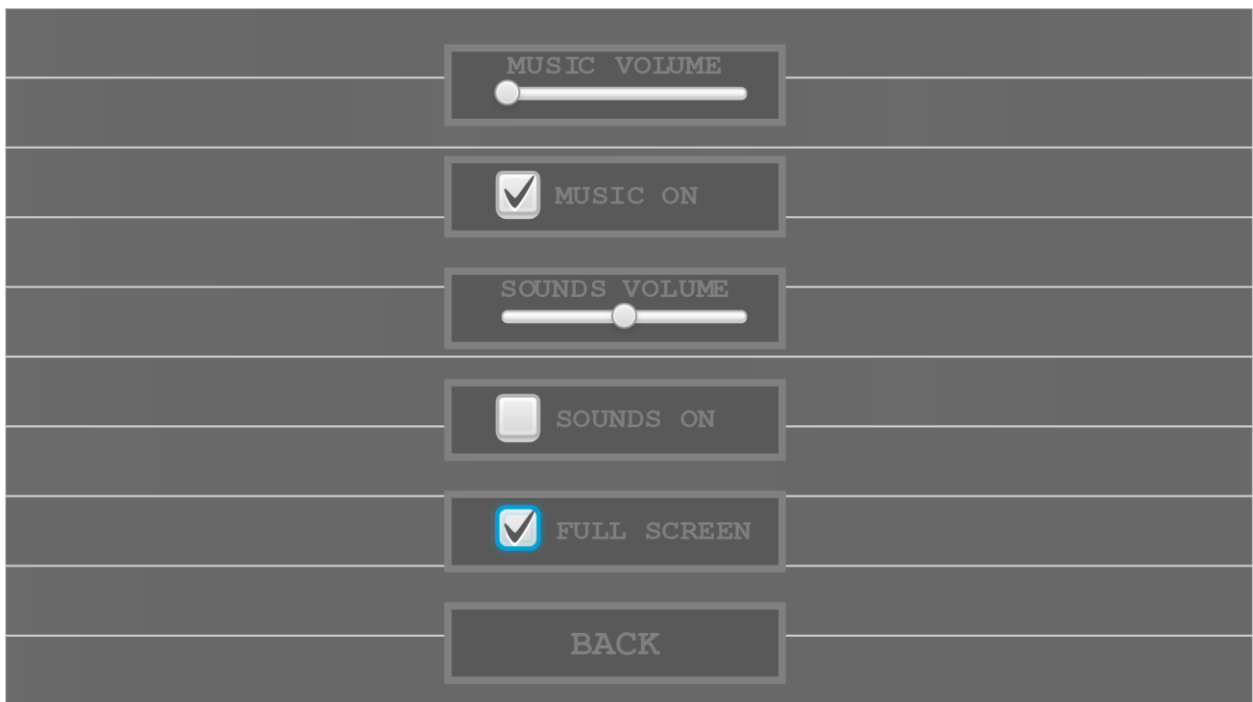 MUSIC VOLUME
MUSIC ON
SOUNDS VOLUME
SOUNDS ON
FULL SCREEN
BACK